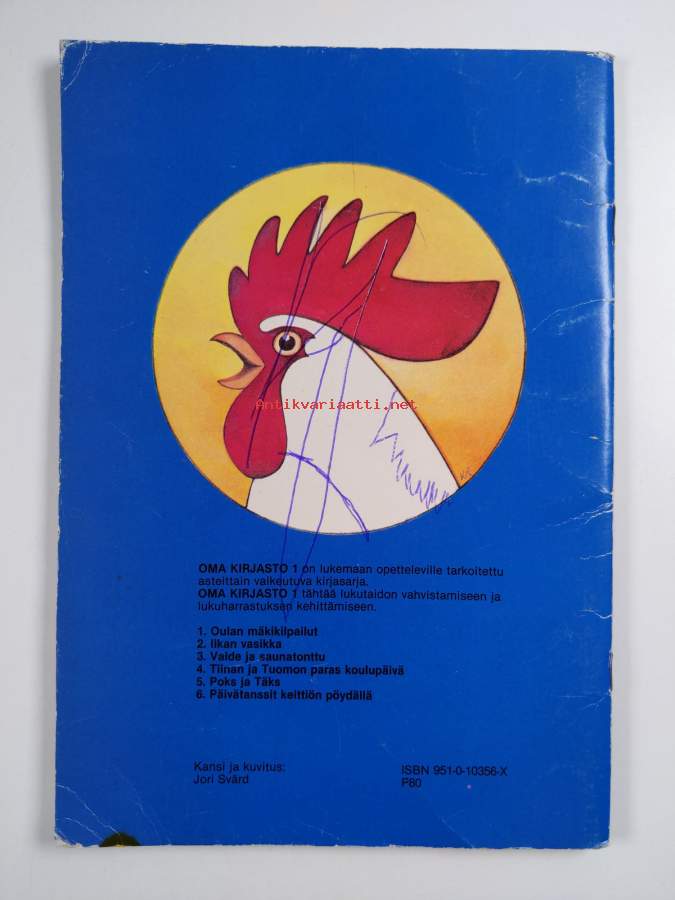 Antikvariaatti.net
OMA KIRJASTO 1 on lukemaan opetteleville tarkoitettu
asteittain vaikeutuva kirjasarja.
OMA KIRJASTO 1 tähtää lukutaidon vahvistamiseen ja
lukuharrastuksen kehittämiseen.
1. Oulan mäkikilpailut
2. Iikan vasikka
3. Valde ja saunatonttu
4. Tiinan ja Tuomon paras koulupäivä
5. Poks ja Täks
6. Päivätanssit keittiön pöydällä
Kansi ja kuvitus:
Jori Svärd
ISBN 951-0-10356-X
P80